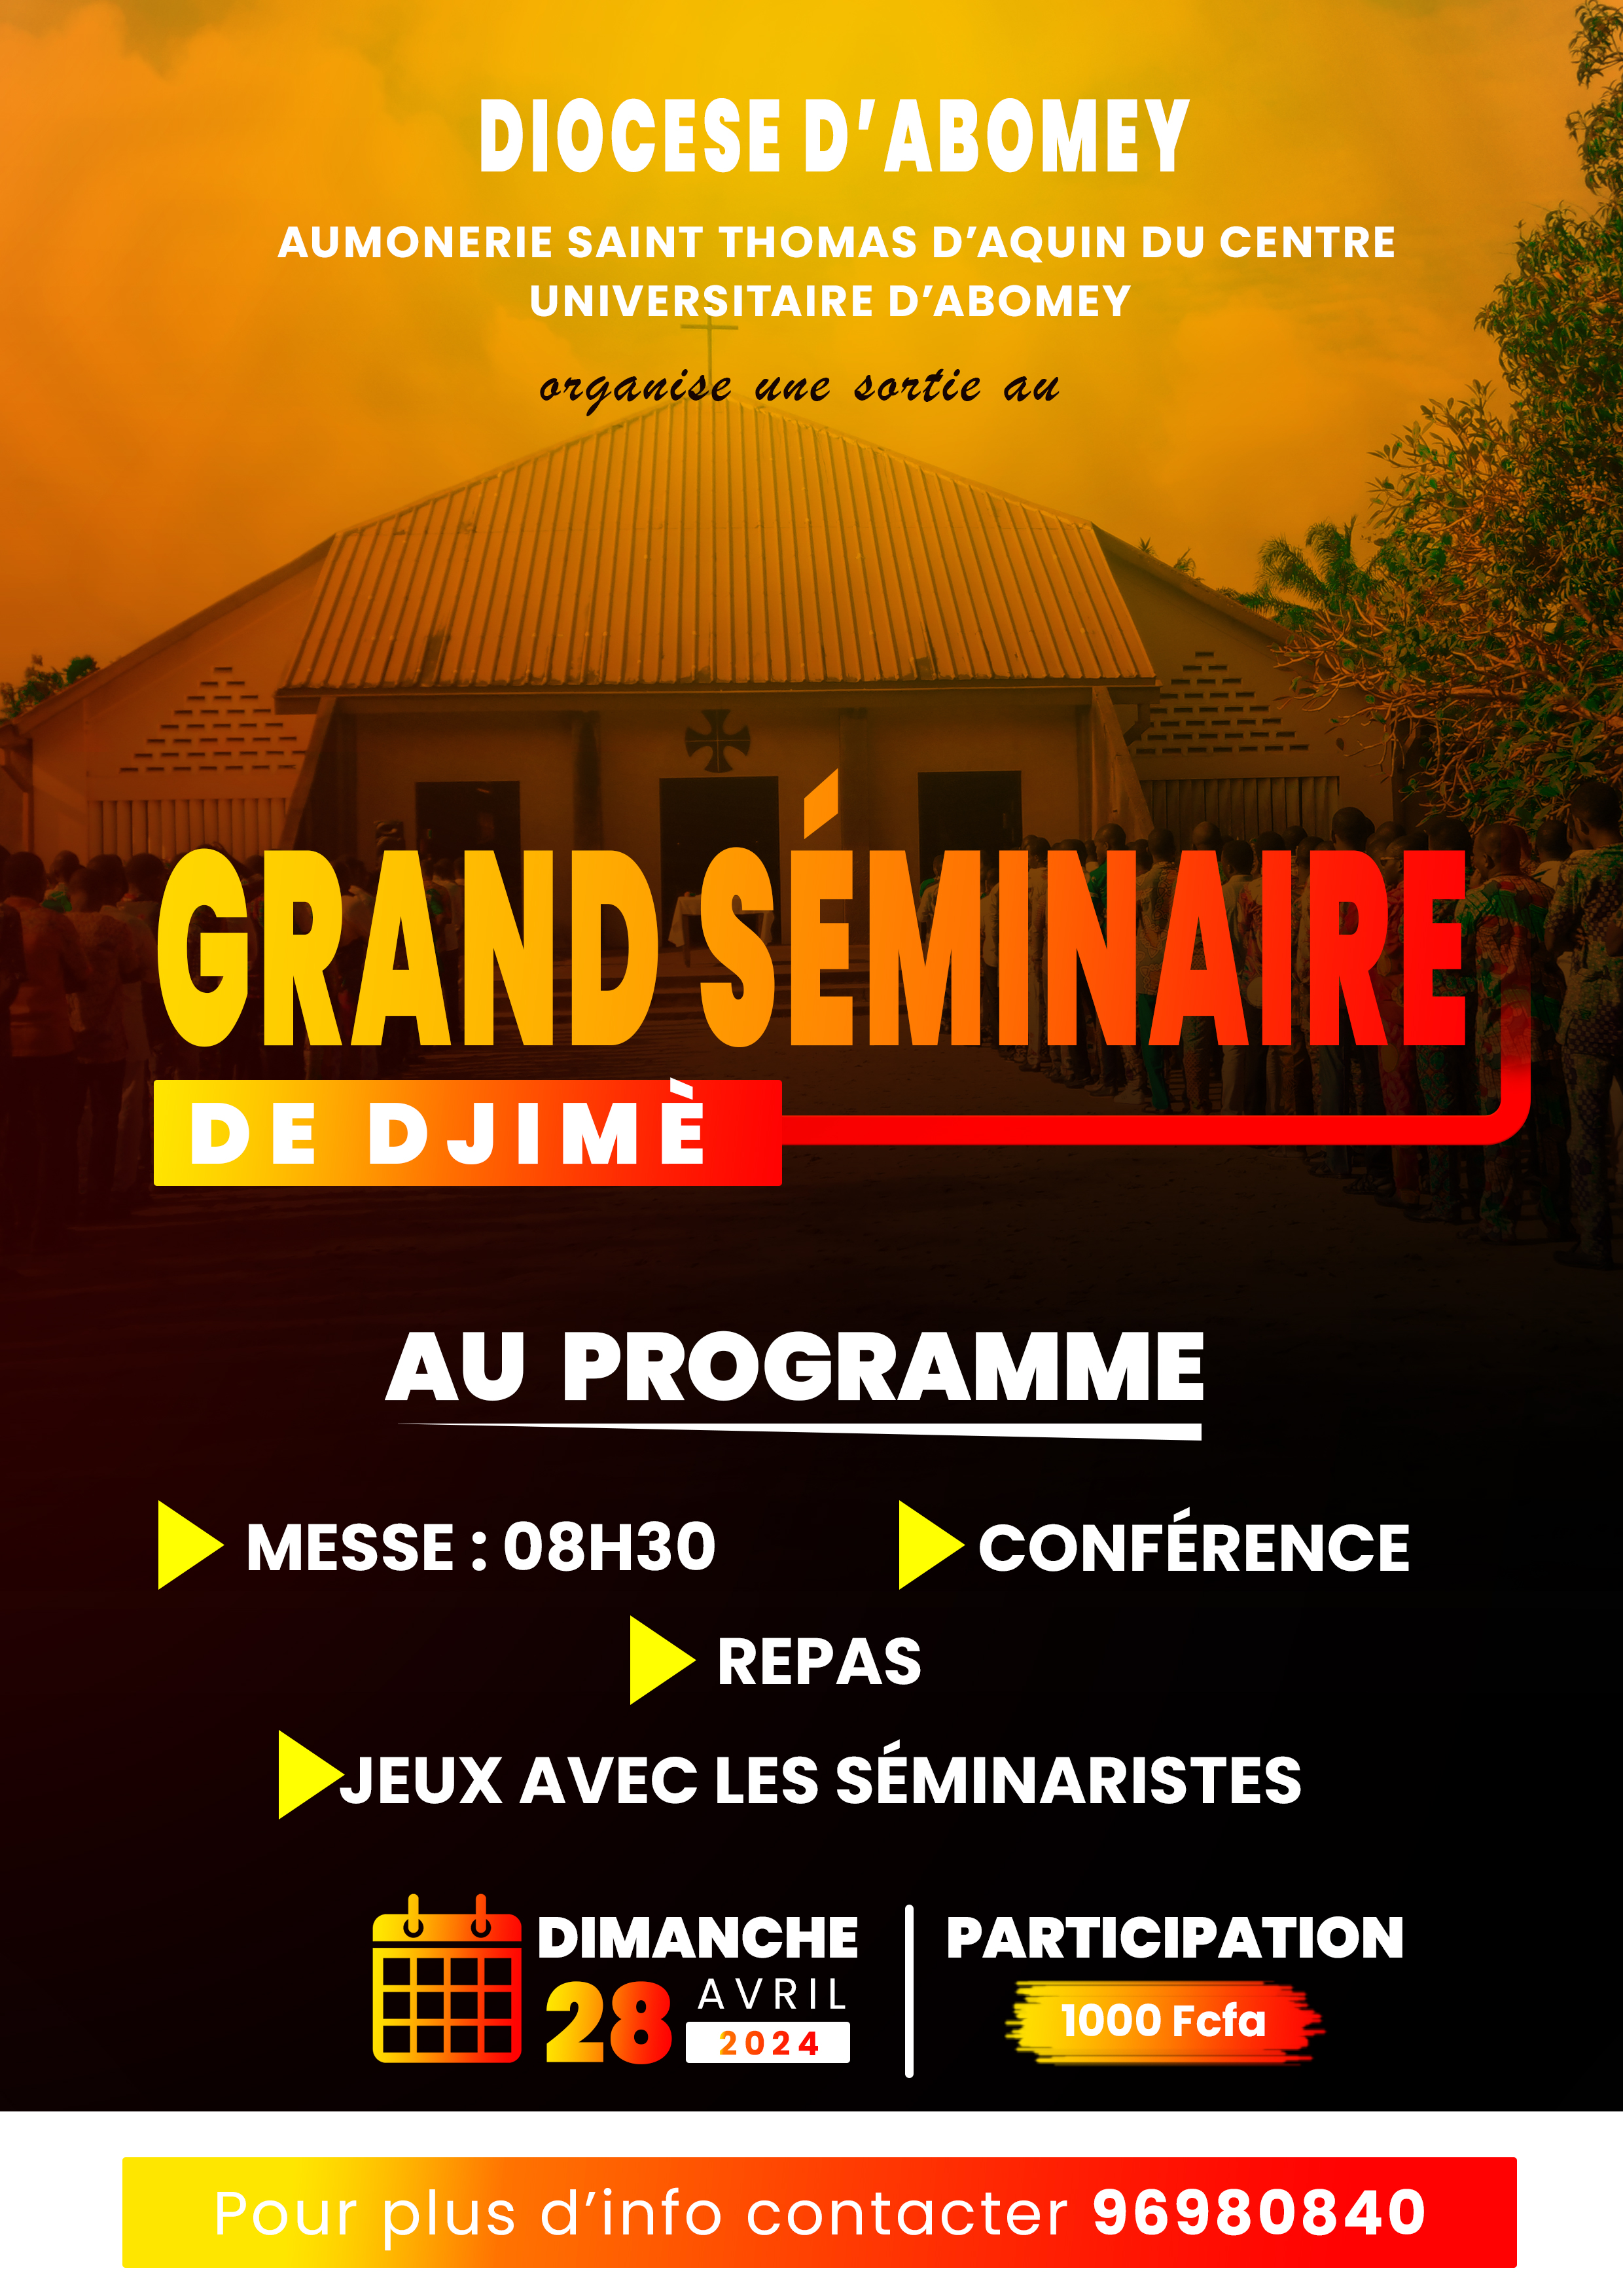 DIOCESE D'ABOMEY
AUMONERIE SAINT THOMAS D'AQUIN DU CENTRE
UNIVERSITAIRE D'ABOMEY
organise une sortie au
GRAND SÉMINAIRE
DE DJIMÈ
AU PROGRAMME
MESSE : 08H30
CONFÉRENCE
REPAS
JEUX AVEC LES SÉMINARISTES
DIMANCHE
28 AVRIL
2024
PARTICIPATION
1000 Fcfa
Pour plus d'info contacter 96980840